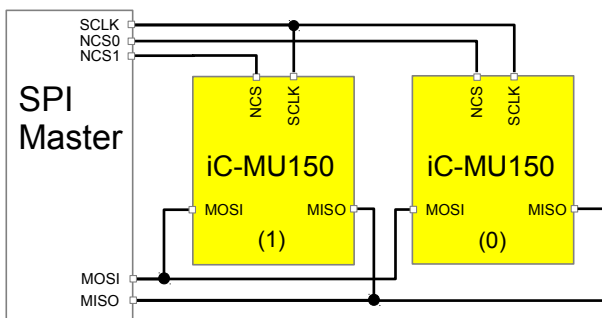 SCLK
NCS0
NCS1
SPI
Master
MOSI
MISO
NCS
SCLK
iC-MU150
MOSI
MISO
(1)
NCS
SCLK
iC-MU150
MOSI
MISO
(0)